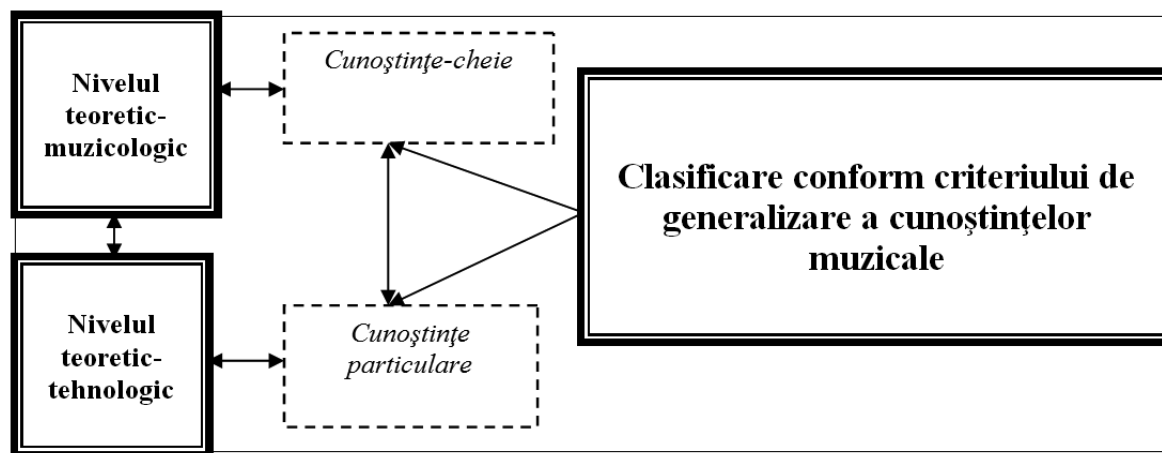 Nivelul
teoretic-
muzicologic
Cunoştinţe-cheie
Clasificare conform criteriului de
generalizare a cunoştinţelor
muzicale
Nivelul
teoretic-
tehnologic
Cunoştinţe
particulare